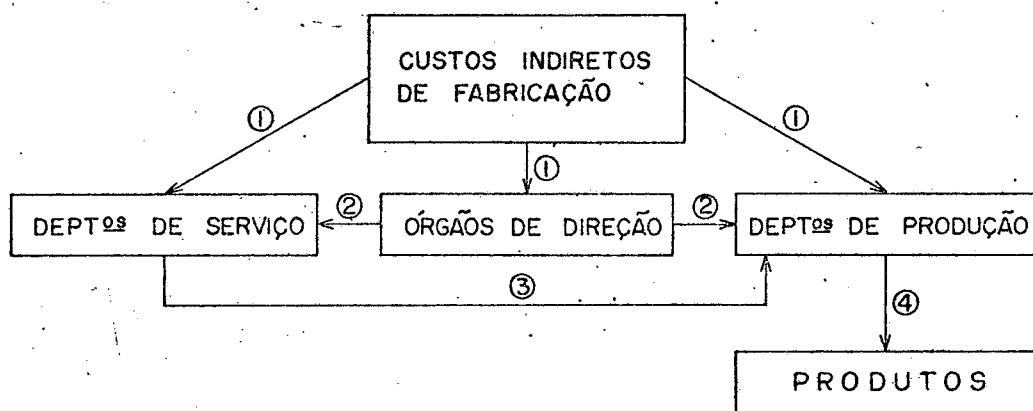 CUSTOS INDIRETOS
DE FABRICAÇÃO
① ① ①
DEPTOS DE SERVIÇO ② ÓRGÃOS DE DIREÇÃO ② DEPTOS DE PRODUÇÃO
③
④
PRODUTOS